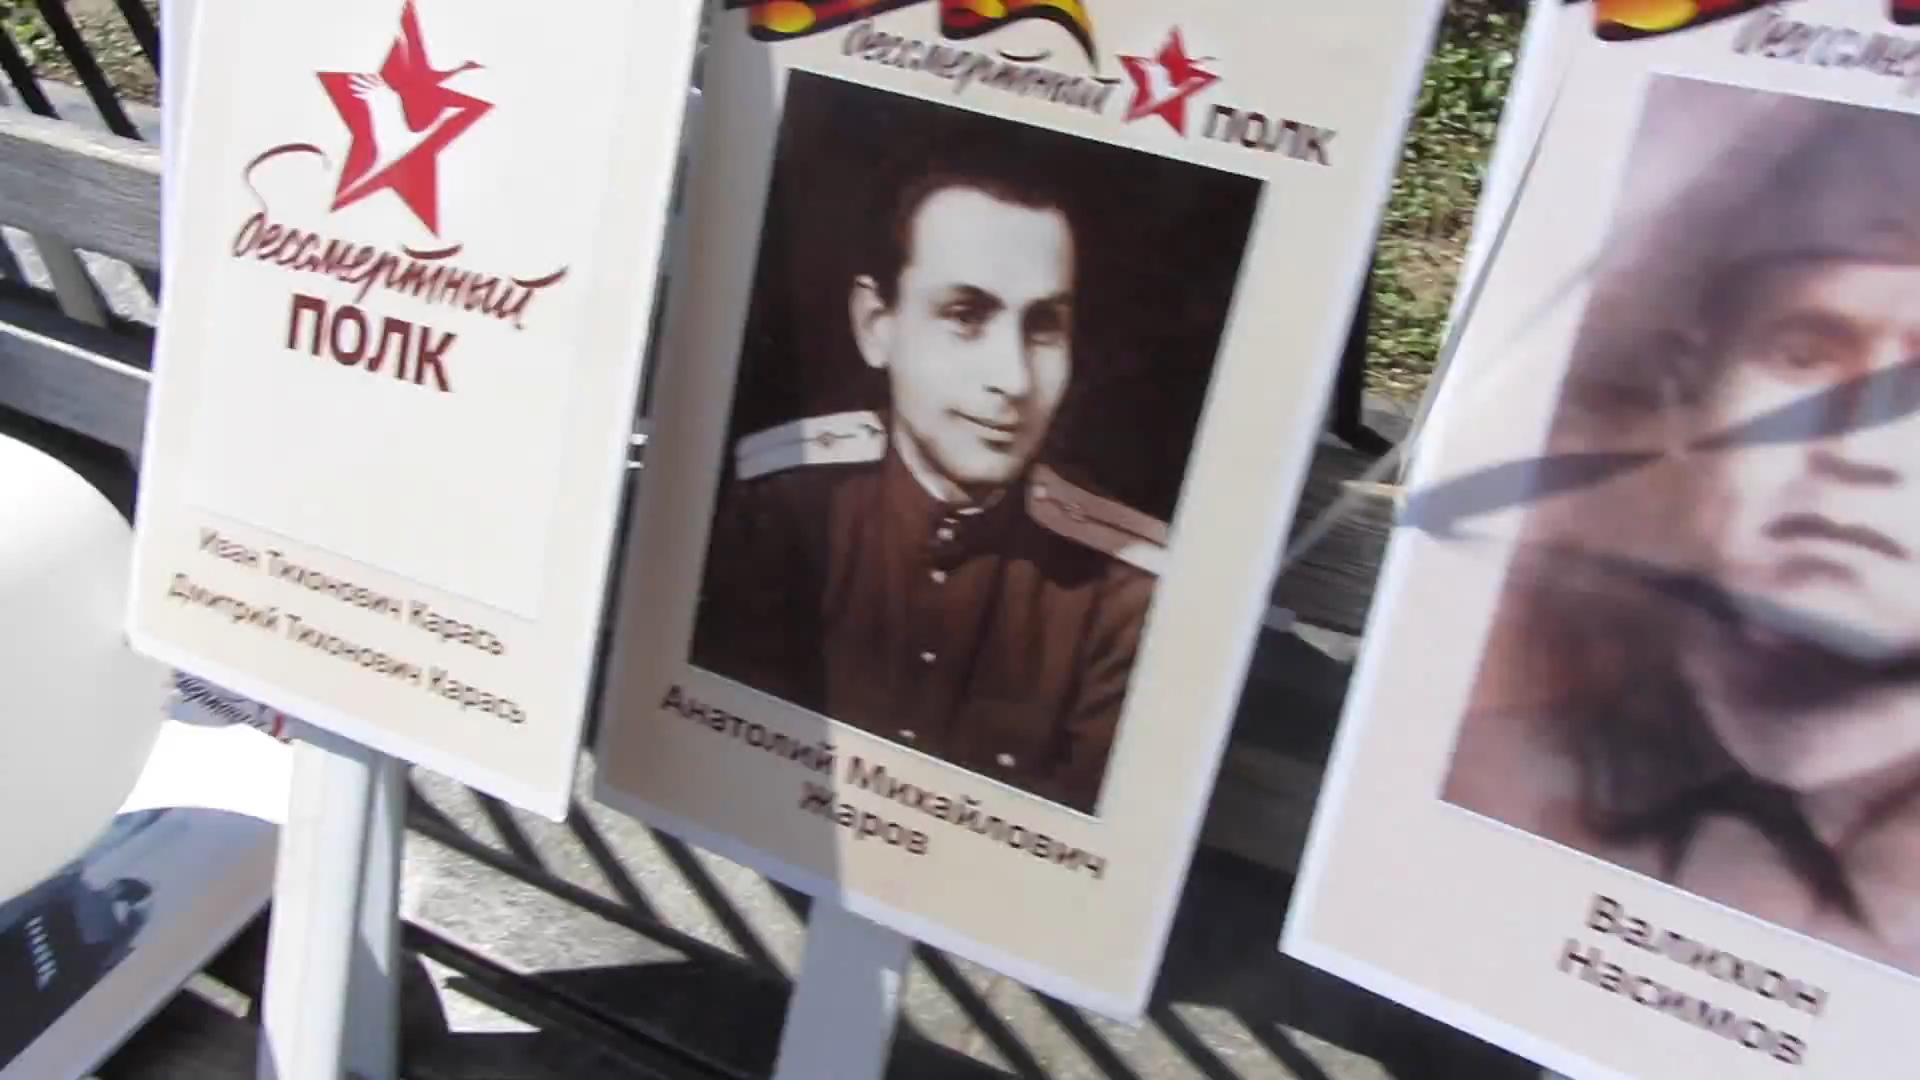 Бессмертный
ПОЛК
Иван Тихонович Карась
Дмитрий Тихонович Карась
Бессмертный ПОЛК
Анатолий Михайлович
Жаров
Валихон
Насимов